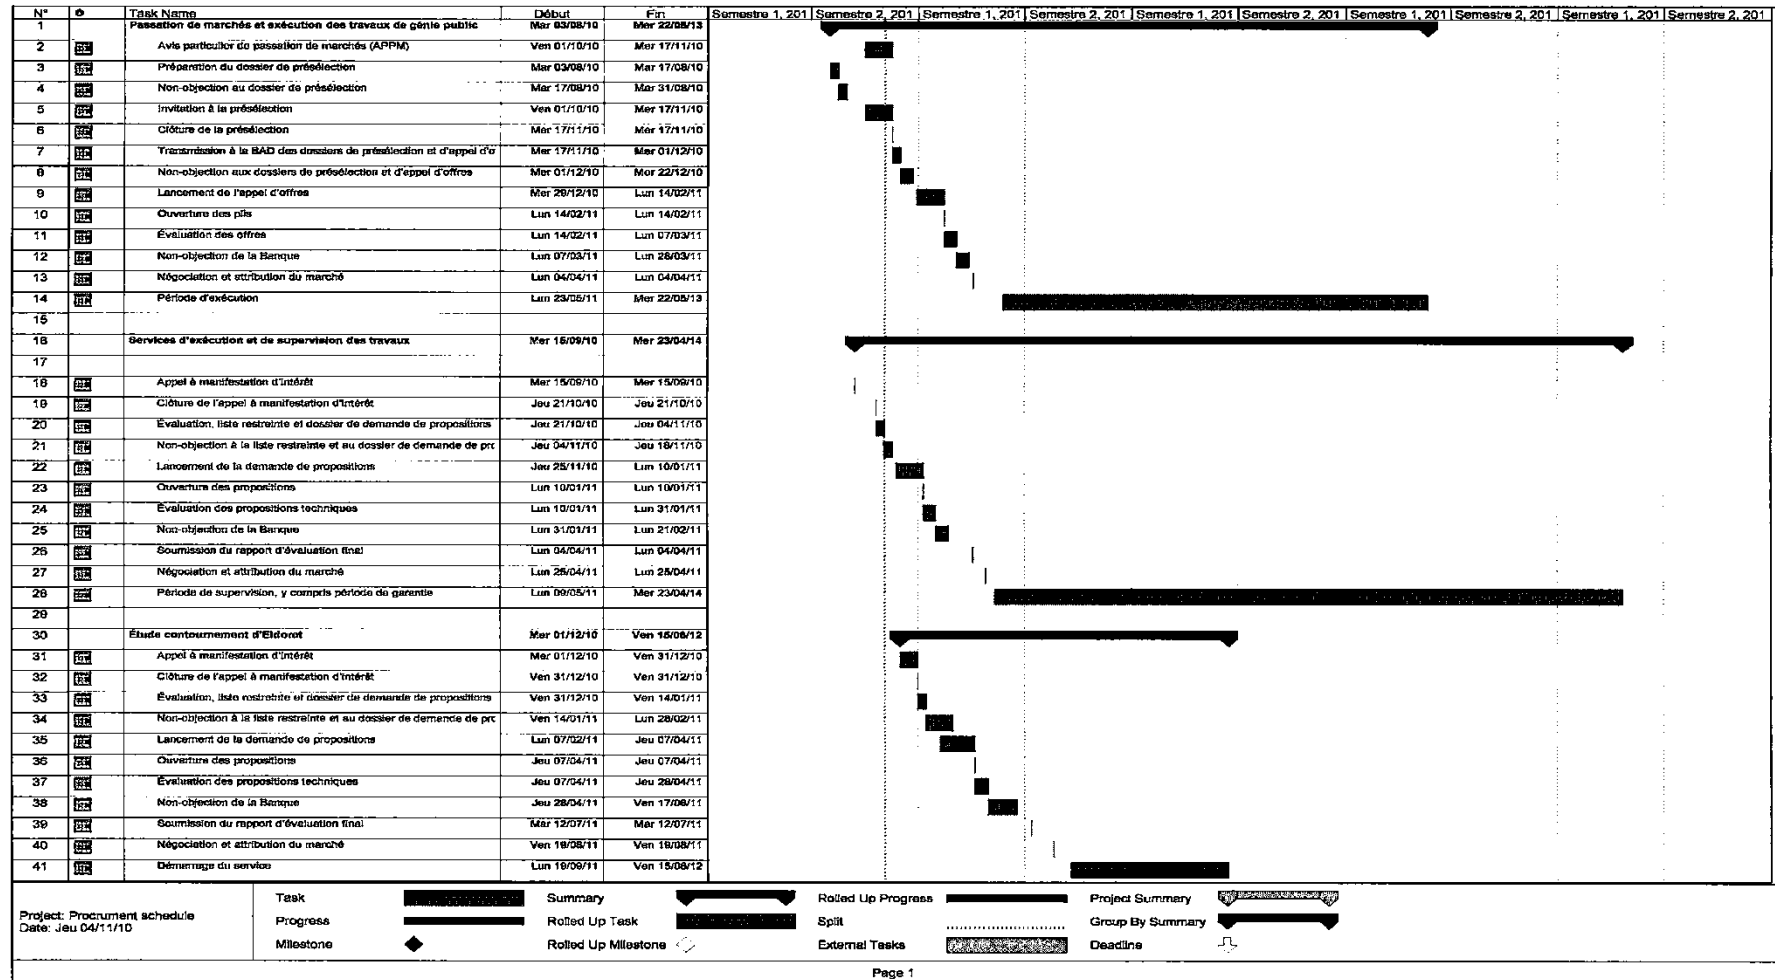 N° Task Name Début Fin Semestre 1, 201 Semestre 2, 201 Semestre 1, 201 Semestre 2, 201 Semestre 1, 201 Semestre 2, 201 Semestre 1, 201 Semestre 2, 201 Semestre 1, 201 Semestre 2, 201
1 Passation de marchés et exécution des travaux de génie public Mar 03/08/10 Mer 22/05/13
2 Avis particulier de passation de marchés (APPM) Ven 01/10/10 Mer 17/11/10
3 Préparation du dossier de présélection Mar 03/08/10 Mar 17/08/10
4 Non-objection au dossier de présélection Mar 17/08/10 Mar 31/08/10
5 Invitation à la présélection Ven 01/10/10 Mer 17/11/10
6 Clôture de la présélection Mer 17/11/10 Mer 17/11/10
7 Transmission à la BAD des dossiers de présélection et d'appel d'o Mer 17/11/10 Mer 01/12/10
8 Non-objection aux dossiers de présélection et d'appel d'offres Mer 01/12/10 Mer 22/12/10
9 Lancement de l'appel d'offres Mer 29/12/10 Lun 14/02/11
10 Ouverture des plis Lun 14/02/11 Lun 14/02/11
11 Évaluation des offres Lun 14/02/11 Lun 07/03/11
12 Non-objection de la Banque Lun 07/03/11 Lun 28/03/11
13 Négociation et attribution du marché Lun 04/04/11 Lun 04/04/11
14 Période d'exécution Lun 23/05/11 Mer 22/05/13
15
16 Services d'exécution et de supervision des travaux Mer 15/09/10 Mer 23/04/14
17
18 Appel à manifestation d'intérêt Mer 15/09/10 Mer 15/09/10
19 Clôture de l'appel à manifestation d'intérêt Jeu 21/10/10 Jeu 21/10/10
20 Évaluation, liste restreinte et dossier de demande de propositions Jeu 21/10/10 Jeu 04/11/10
21 Non-objection à la liste restreinte et au dossier de demande de pro Jeu 04/11/10 Jeu 18/11/10
22 Lancement de la demande de propositions Jeu 25/11/10 Lun 10/01/11
23 Ouverture des propositions Lun 10/01/11 Lun 10/01/11
24 Évaluation des propositions techniques Lun 10/01/11 Lun 31/01/11
25 Non-objection de la Banque Lun 31/01/11 Lun 21/02/11
26 Soumission du rapport d'évaluation final Lun 04/04/11 Lun 04/04/11
27 Négociation et attribution du marché Lun 25/04/11 Lun 25/04/11
28 Période de supervision, y compris période de garantie Lun 09/05/11 Mer 23/04/14
29
30 Étude contournement d'Eldoret Mer 01/12/10 Ven 15/06/12
31 Appel à manifestation d'intérêt Mer 01/12/10 Ven 31/12/10
32 Clôture de l'appel à manifestation d'intérêt Ven 31/12/10 Ven 31/12/10
33 Évaluation, liste restreinte et dossier de demande de propositions Ven 31/12/10 Ven 14/01/11
34 Non-objection à la liste restreinte et au dossier de demande de pro Ven 14/01/11 Lun 28/02/11
35 Lancement de la demande de propositions Lun 07/02/11 Jeu 07/04/11
36 Ouverture des propositions Jeu 07/04/11 Jeu 07/04/11
37 Évaluation des propositions techniques Jeu 07/04/11 Jeu 28/04/11
38 Non-objection de la Banque Jeu 28/04/11 Ven 17/06/11
39 Soumission du rapport d'évaluation final Mar 12/07/11 Mar 12/07/11
40 Négociation et attribution du marché Ven 19/08/11 Ven 19/08/11
41 Démarrage du service Lun 19/09/11 Ven 15/06/12
Task Summary Rolled Up Progress Project Summary
Project: Procrument schedule
Date: Jeu 04/11/10
Progress Rolled Up Task Split Group By Summary
Milestone Rolled Up Milestone External Tasks Deadline
Page 1